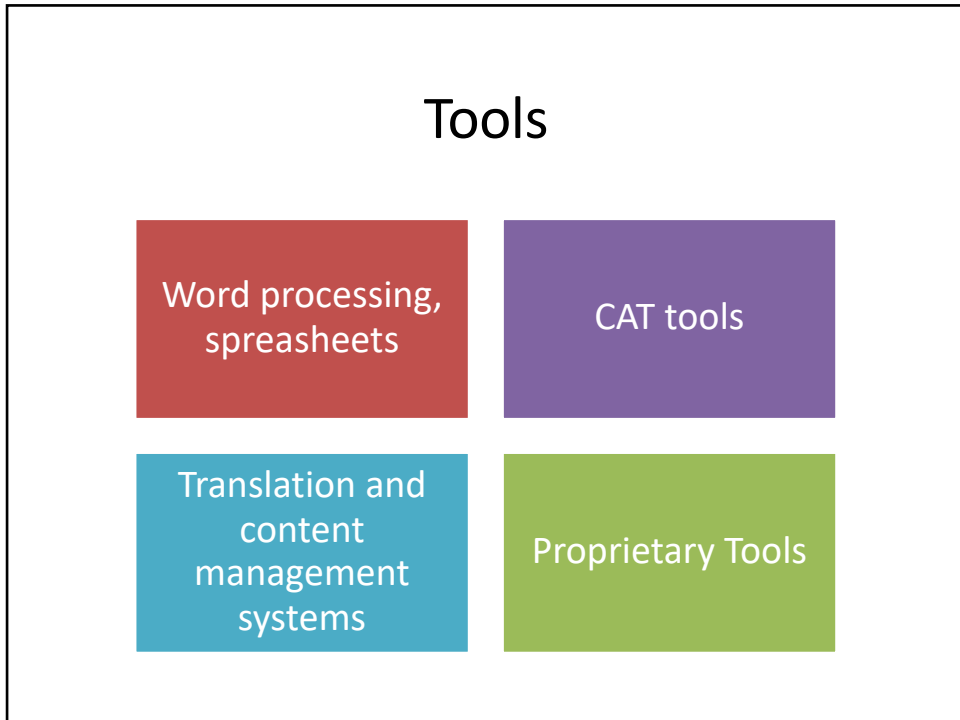 Tools
Word processing,
spreasheets
CAT tools
Translation and
content
management
systems
Proprietary Tools